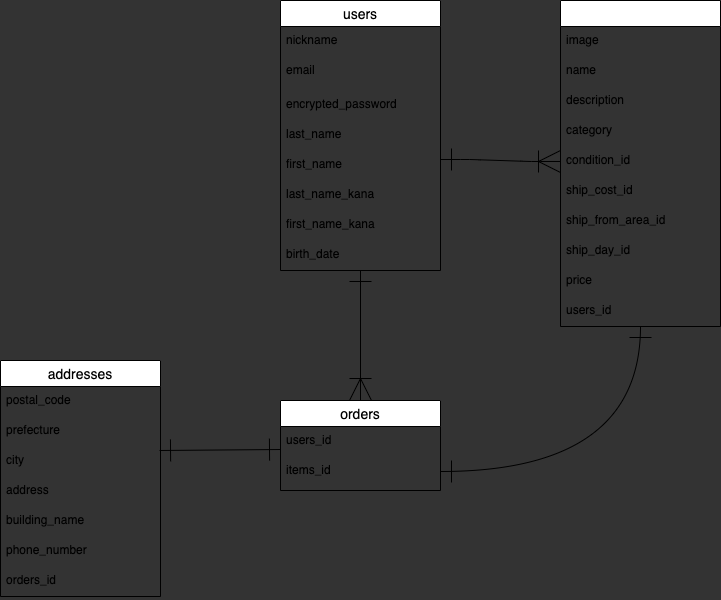 users
nickname
email
encrypted_password
last_name
first_name
last_name_kana
first_name_kana
birth_date
image
name
description
category
condition_id
ship_cost_id
ship_from_area_id
ship_day_id
price
users_id
addresses
postal_code
prefecture
city
address
building_name
phone_number
orders_id
orders
users_id
items_id